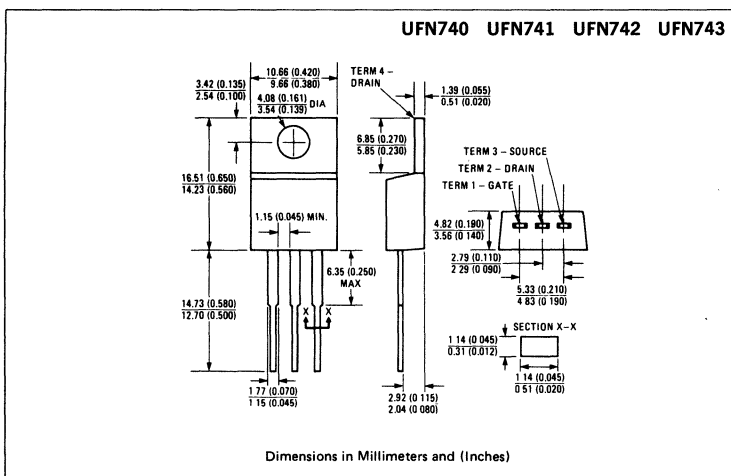 UFN740 UFN741 UFN742 UFN743
10.66 (0.420)
9.66 (0.380)
3.42 (0.135)
2.54 (0.100)
4.08 (0.161)
3.54 (0.139)
DIA
TERM 4 –
DRAIN
1.39 (0.055)
0.51 (0.020)
6.85 (0.270)
5.85 (0.230)
TERM 3 – SOURCE
TERM 2 – DRAIN
TERM 1 – GATE
16.51 (0.650)
14.23 (0.560)
1.15 (0.045) MIN.
4.82 (0.190)
3.56 (0 140)
2.79 (0.110)
2 29 (0 090)
6.35 (0.250)
MAX
5.33 (0.210)
4 83 (0 190)
14.73 (0.580)
12.70 (0.500)
X X
SECTION X–X
1 14 (0 045)
0.31 (0.012)
1 14 (0.045)
0 51 (0.020)
1 77 (0.070)
1 15 (0.045)
2.92 (0 115)
2.04 (0 080)
Dimensions in Millimeters and (Inches)